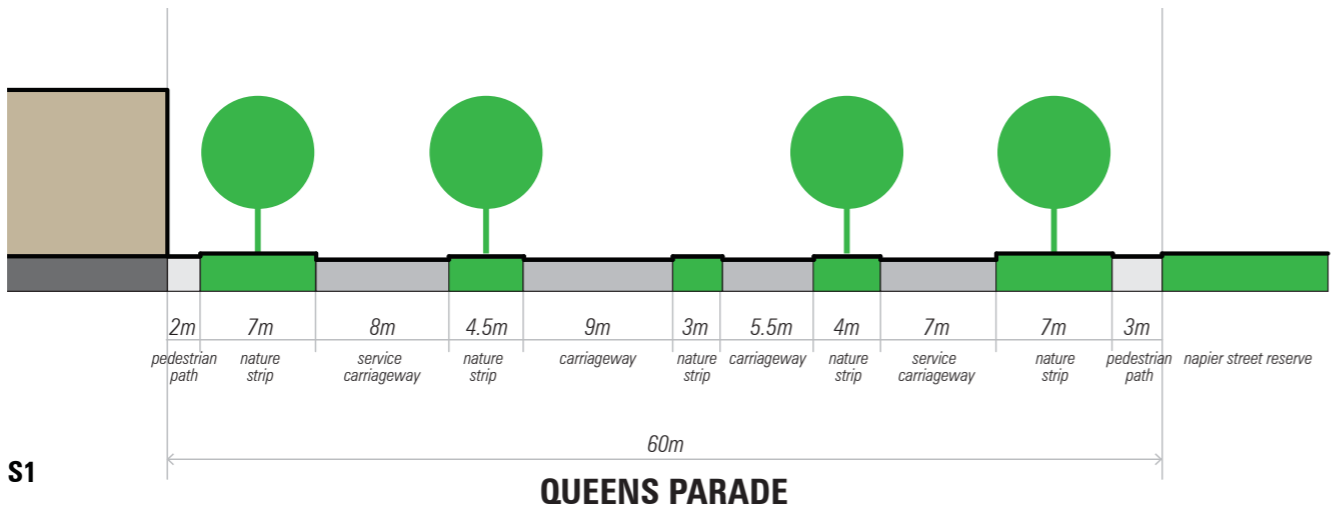 2m 7m 8m 4.5m 9m 3m 5.5m 4m 7m 7m 3m
pedestrian nature service nature carriageway nature carriageway nature service nature pedestrian napier street reserve
path strip carriageway strip strip strip carriageway strip path
60m
S1
QUEENS PARADE